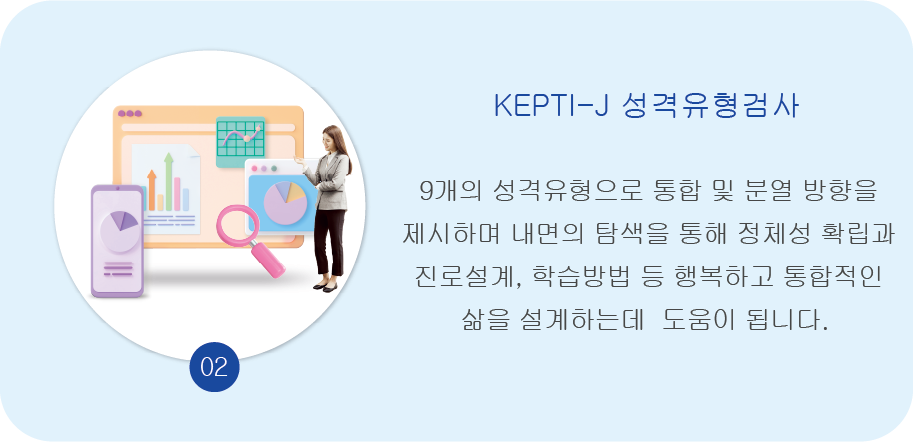 KEPTI-J 성격유형검사
9개의 성격유형으로 통합 및 분열 방향을
제시하며 내면의 탐색을 통해 정체성 확립과
진로설계, 학습방법 등 행복하고 통합적인
삶을 설계하는데  도움이 됩니다.
02